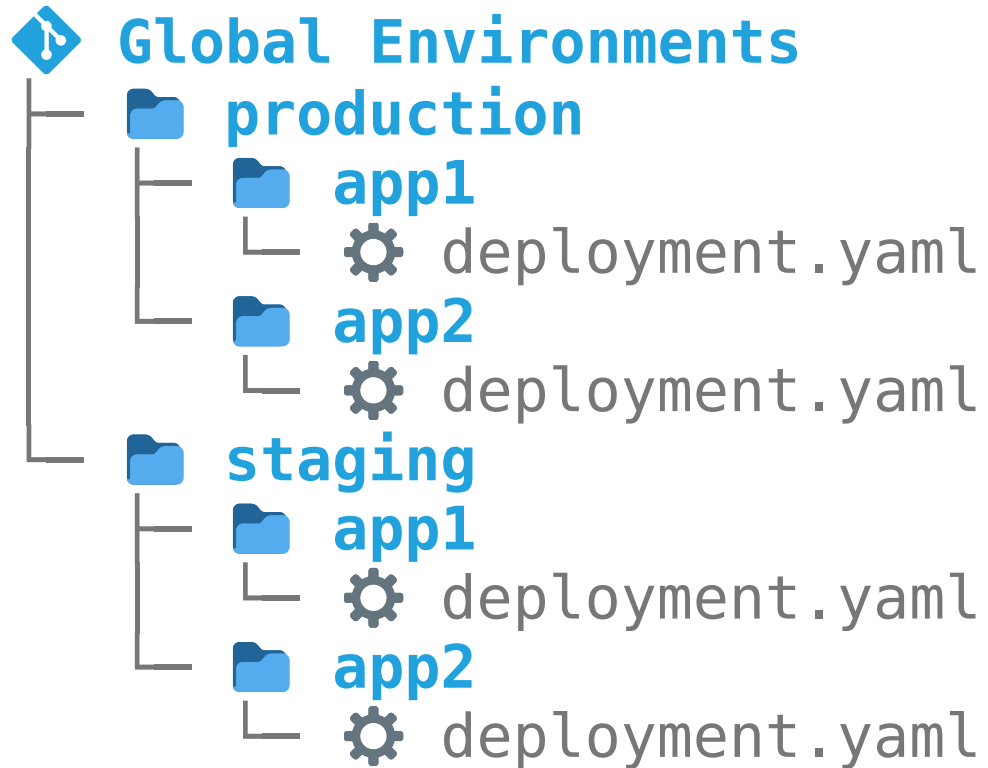 Global Environments
production
app1
deployment.yaml
app2
deployment.yaml
staging
app1
deployment.yaml
app2
deployment.yaml